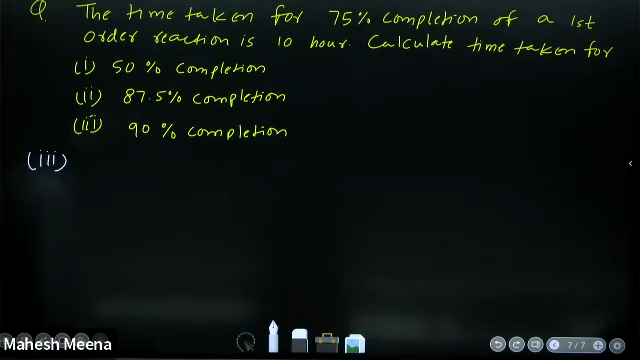 Q. The time taken for 75% completion of a 1st
order reaction is 10 hour. Calculate time taken for
(i) 50 % completion
(ii) 87.5% completion
(iii) 90 % completion
(iii)
Mahesh Meena
7/7